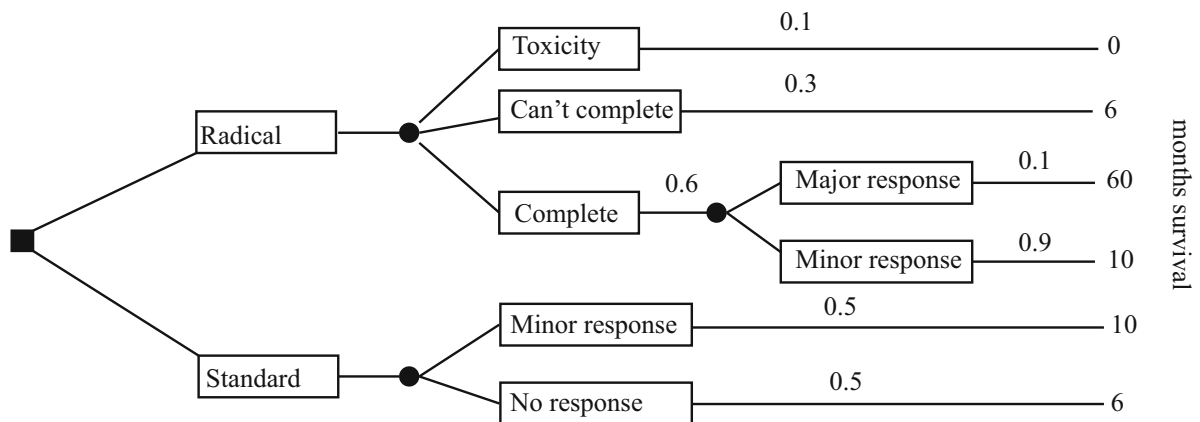 Toxicity 0.1 0
Can’t complete 0.3 6
Radical
Complete 0.6
Major response 0.1 60
Minor response 0.9 10
Minor response 0.5 10
Standard
No response 0.5 6
months survival